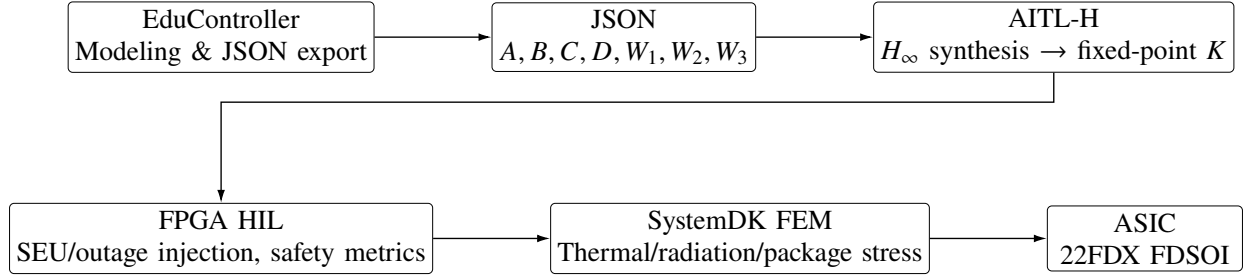 EduController
Modeling & JSON export
JSON
A, B, C, D, W₁, W₂, W₃
AITL-H
H∞ synthesis → fixed-point K
FPGA HIL
SEU/outage injection, safety metrics
SystemDK FEM
Thermal/radiation/package stress
ASIC
22FDX FDSOI